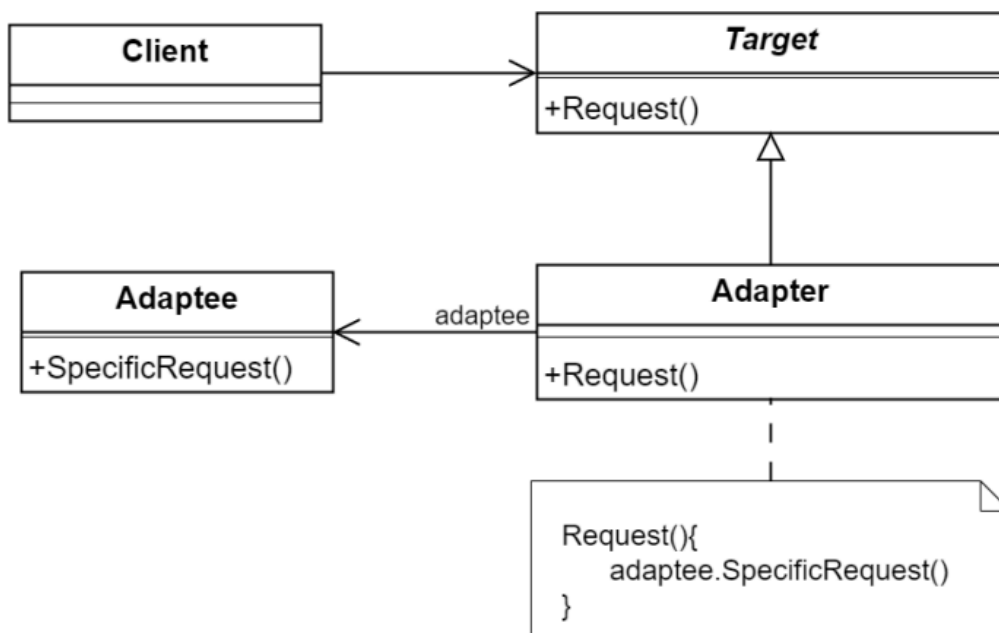 Client
Target
+Request()
Adaptee
adaptee
Adapter
+SpecificRequest()
+Request()
Request(){
adaptee.SpecificRequest()
}